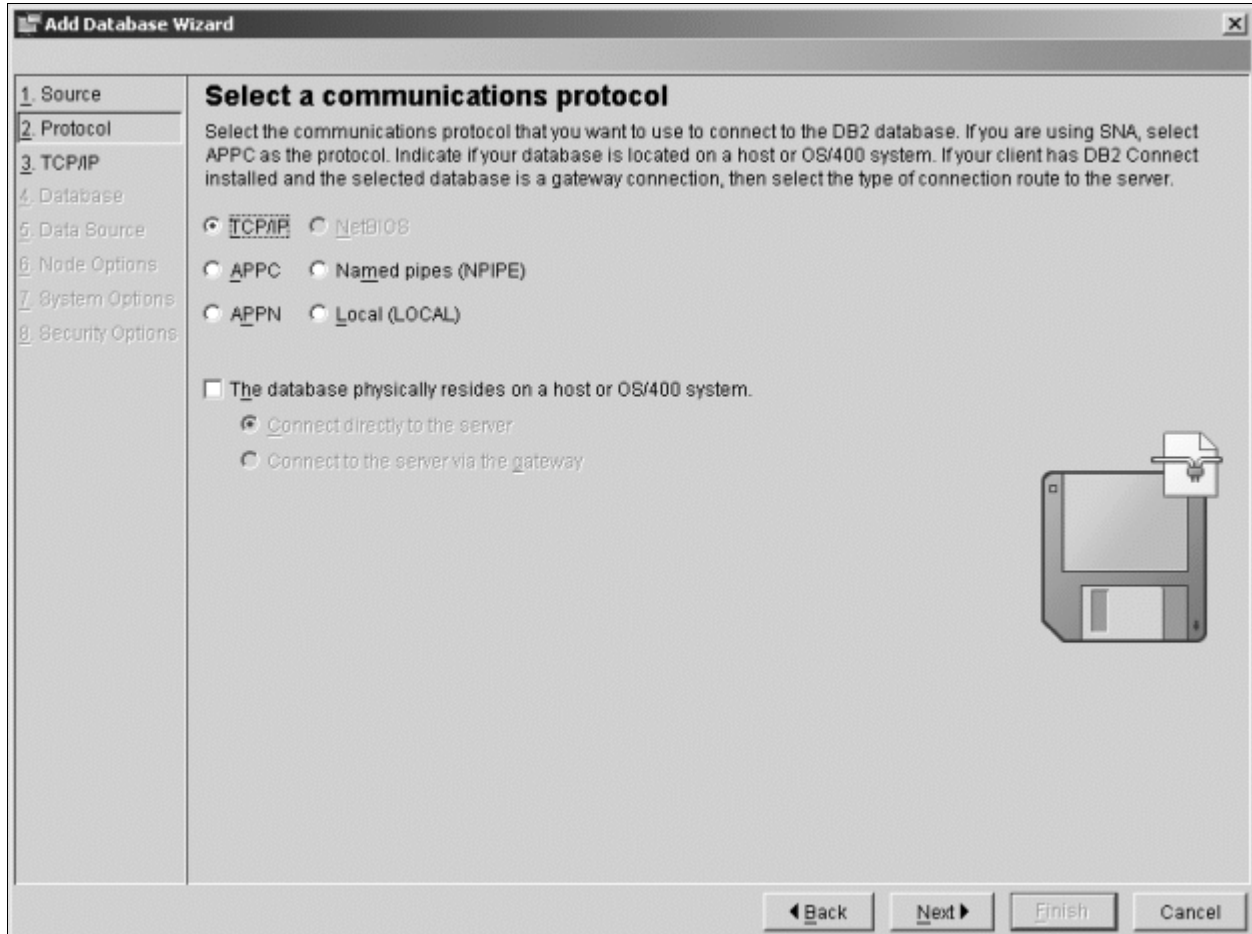 Add Database Wizard
1. Source
2. Protocol
3. TCP/IP
4. Database
5. Data Source
6. Node Options
7. System Options
8. Security Options
Select a communications protocol
Select the communications protocol that you want to use to connect to the DB2 database. If you are using SNA, select
APPC as the protocol. Indicate if your database is located on a host or OS/400 system. If your client has DB2 Connect
installed and the selected database is a gateway connection, then select the type of connection route to the server.
TCP/IP NetBIOS
APPC Named pipes (NPIPE)
APPN Local (LOCAL)
The database physically resides on a host or OS/400 system.
Connect directly to the server
Connect to the server via the gateway
Back Next Finish Cancel